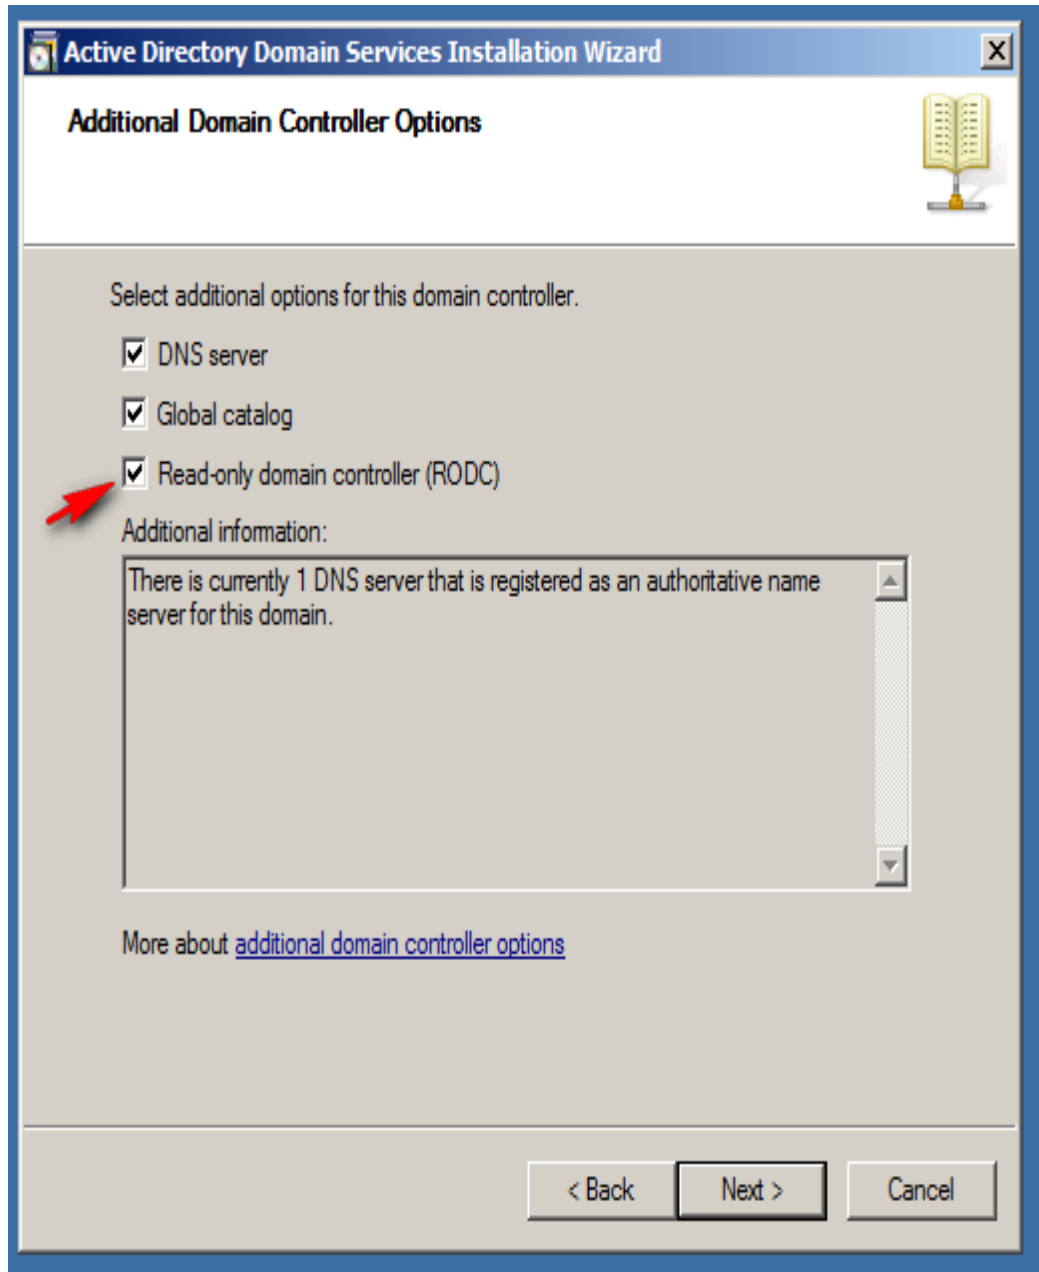 Active Directory Domain Services Installation Wizard
Additional Domain Controller Options
Select additional options for this domain controller.
DNS server
Global catalog
Read-only domain controller (RODC)
Additional information:
There is currently 1 DNS server that is registered as an authoritative name
server for this domain.
More about additional domain controller options
< Back Next > Cancel